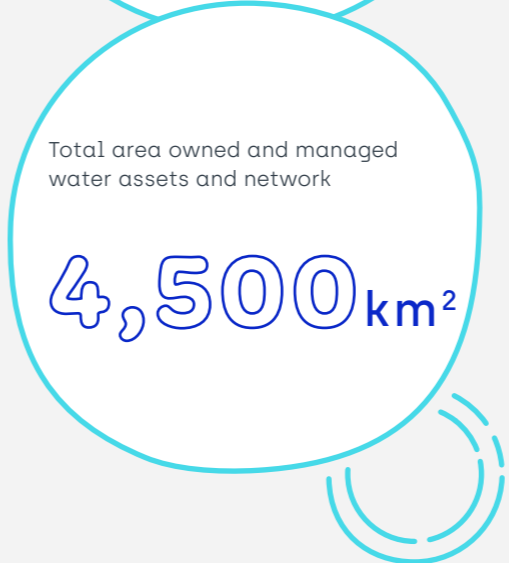 Total area owned and managed
water assets and network
4,500km²